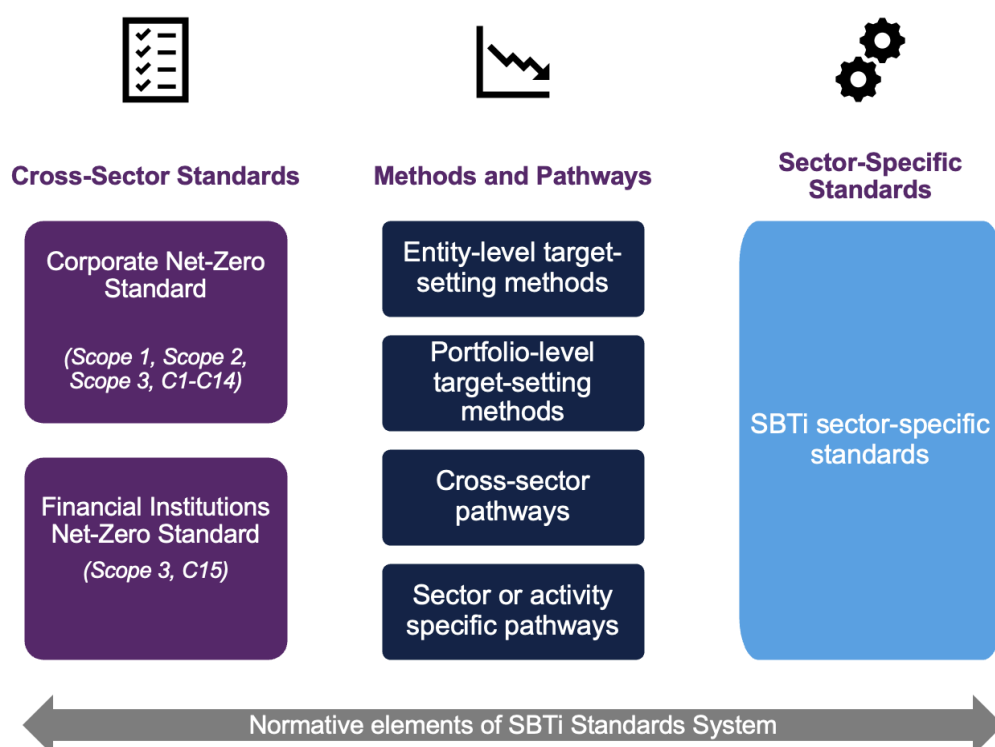 Cross-Sector Standards
Corporate Net-Zero
Standard
(Scope 1, Scope 2,
Scope 3, C1-C14)
Financial Institutions
Net-Zero Standard
(Scope 3, C15)
Methods and Pathways
Entity-level target-
setting methods
Portfolio-level
target-setting
methods
Cross-sector
pathways
Sector or activity
specific pathways
Sector-Specific
Standards
SBTi sector-specific
standards
Normative elements of SBTi Standards System